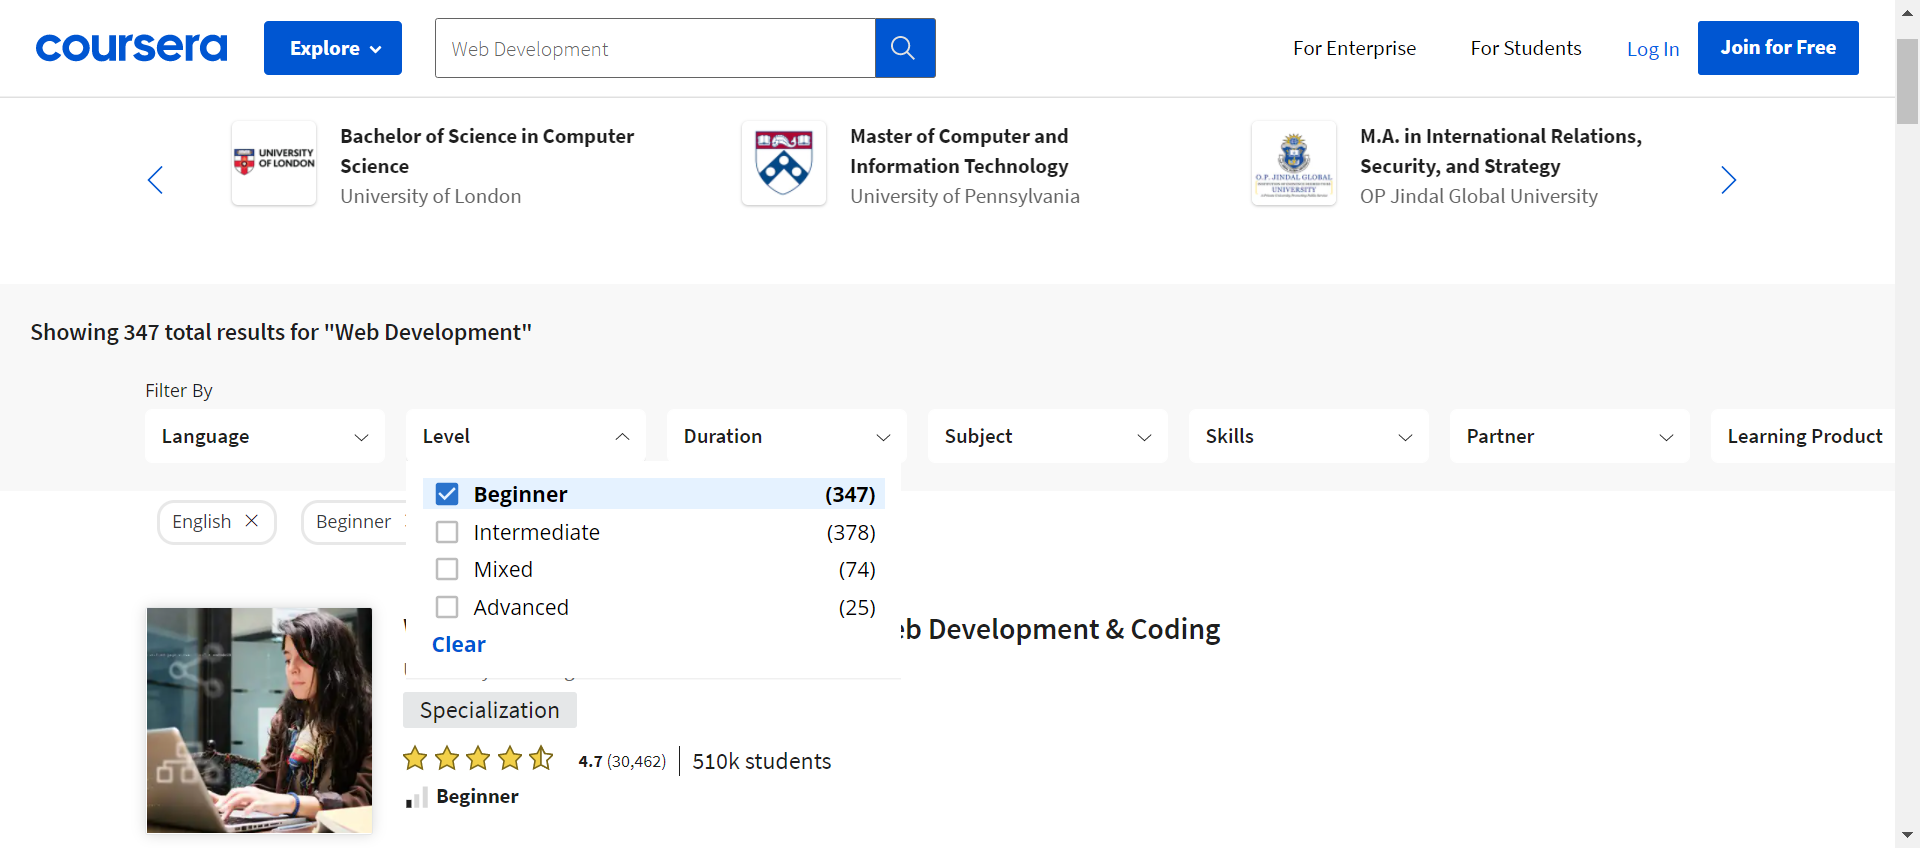 coursera
Explore
Web Development
For Enterprise
For Students
Log In
Join for Free
UNIVERSITY
OF LONDON
Bachelor of Science in Computer
Science
University of London
Master of Computer and
Information Technology
University of Pennsylvania
O.P. JINDAL GLOBAL
UNIVERSITY
M.A. in International Relations,
Security, and Strategy
OP Jindal Global University
Showing 347 total results for "Web Development"
Filter By
Language
Level
Duration
Subject
Skills
Partner
Learning Product
English
Beginner
Beginner (347)
Intermediate (378)
Mixed (74)
Advanced (25)
Clear
Development & Coding
Specialization
4.7 (30,462)
510k students
Beginner